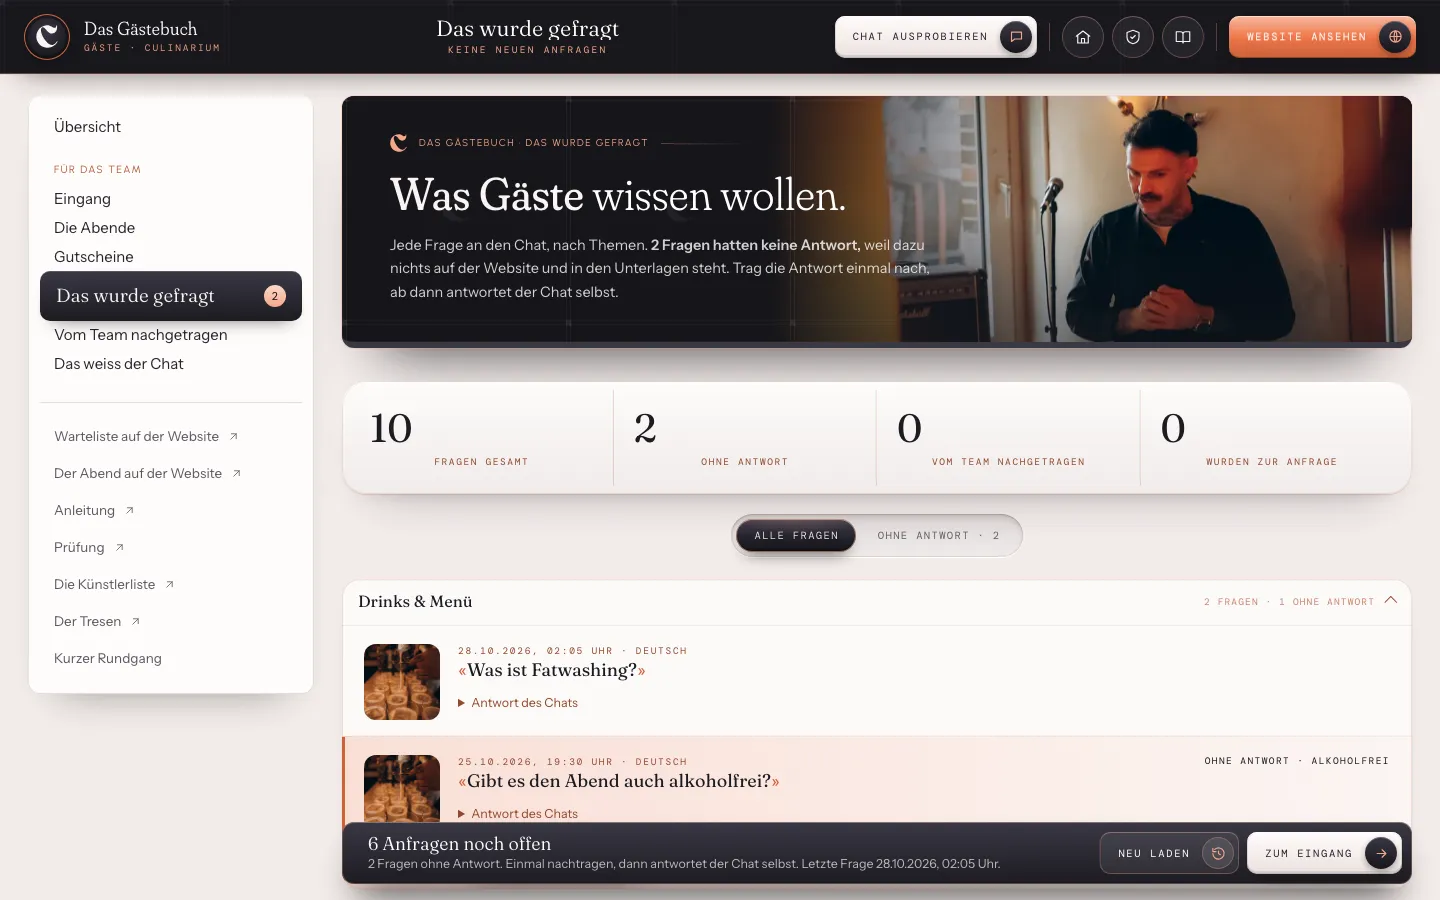 Das Gästebuch
GÄSTE · CULINARIUM
Das wurde gefragt
KEINE NEUEN ANFRAGEN
CHAT AUSPROBIEREN
WEBSITE ANSEHEN
Übersicht
FÜR DAS TEAM
Eingang
Die Abende
Gutscheine
Das wurde gefragt
2
Vom Team nachgetragen
Das weiss der Chat
Warteliste auf der Website
Der Abend auf der Website
Anleitung
Prüfung
Die Künstlerliste
Der Tresen
Kurzer Rundgang
DAS GÄSTEBUCH · DAS WURDE GEFRAGT
Was Gäste wissen wollen.
Jede Frage an den Chat, nach Themen. 2 Fragen hatten keine Antwort, weil dazu
nichts auf der Website und in den Unterlagen steht. Trag die Antwort einmal nach,
ab dann antwortet der Chat selbst.
10
FRAGEN GESAMT
2
OHNE ANTWORT
0
VOM TEAM NACHGETRAGEN
0
WURDEN ZUR ANFRAGE
ALLE FRAGEN
OHNE ANTWORT · 2
Drinks & Menü
2 FRAGEN · 1 OHNE ANTWORT
28.10.2026, 02:05 UHR · DEUTSCH
«Was ist Fatwashing?»
Antwort des Chats
25.10.2026, 19:30 UHR · DEUTSCH
OHNE ANTWORT · ALKOHOLFREI
«Gibt es den Abend auch alkoholfrei?»
Antwort des Chats
6 Anfragen noch offen
2 Fragen ohne Antwort. Einmal nachtragen, dann antwortet der Chat selbst. Letzte Frage 28.10.2026, 02:05 Uhr.
NEU LADEN
ZUM EINGANG